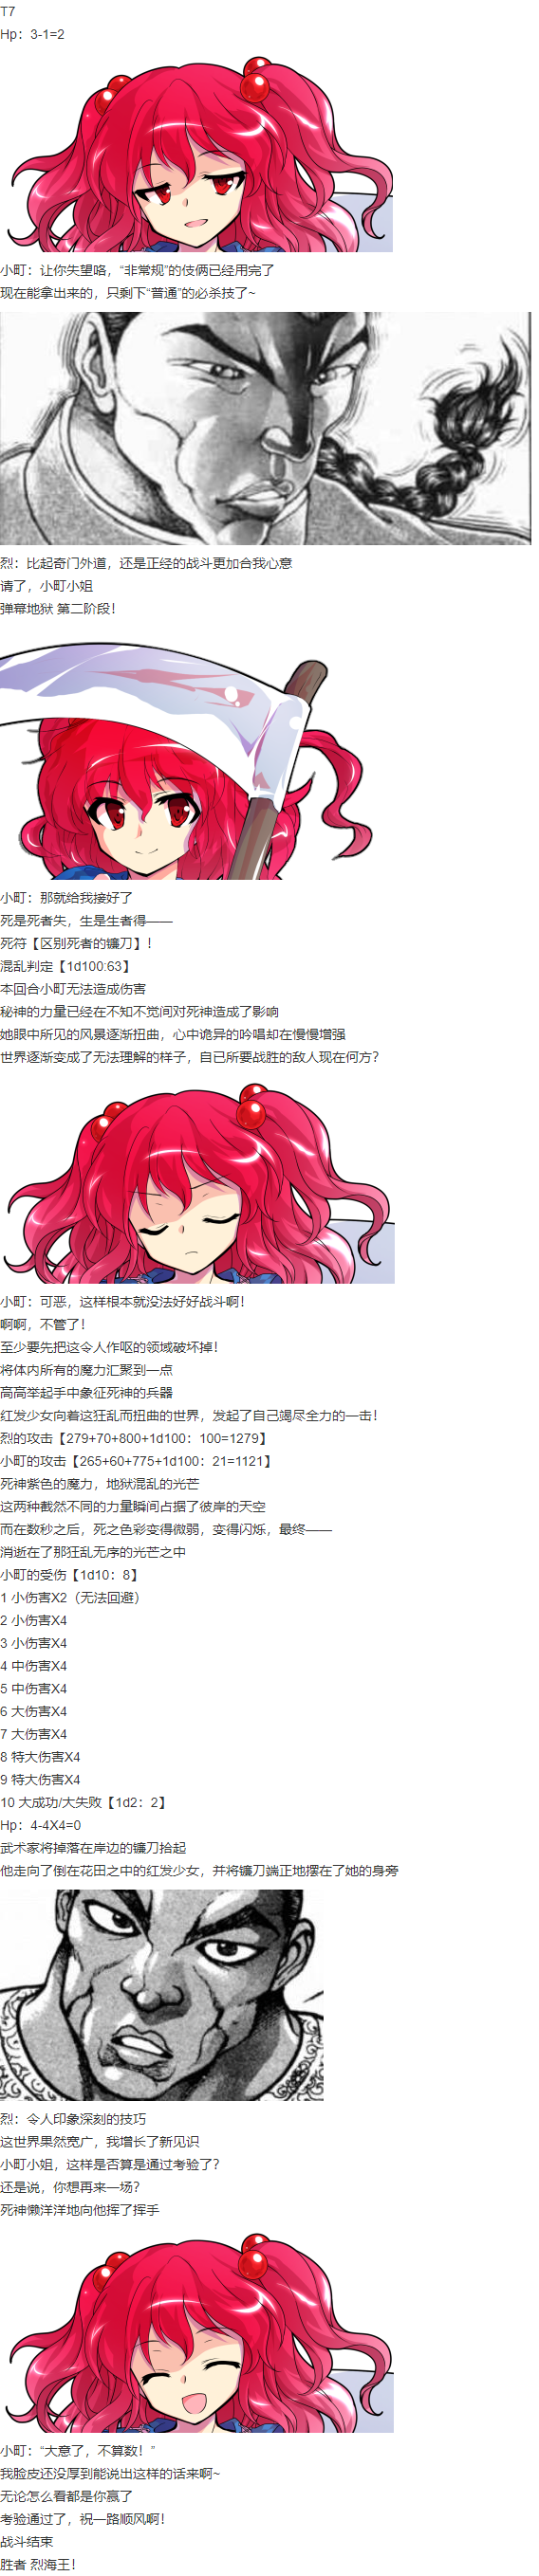 T7
Hp：3-1=2
小町：让你失望咯，“非常规”的伎俩已经用完了
现在能拿出来的，只剩下“普通”的必杀技了~
烈：比起奇门外道，还是正经的战斗更加合我心意
请了，小町小姐
弹幕地狱 第二阶段！
小町：那就给我接好了
死是死者失，生是生者得——
死符【区别死者的镰刀】！
混乱判定【1d100:63】
本回合小町无法造成伤害
秘神的力量已经在不知不觉间对死神造成了影响
她眼中所见的风景逐渐扭曲，心中诡异的吟唱却在慢慢增强
世界逐渐变成了无法理解的样子，自己所要战胜的敌人现在何方？
小町：可恶，这样根本就没法好好战斗啊！
啊啊，不管了！
至少要先把这令人作呕的领域破坏掉！
将体内所有的魔力汇聚到一点
高高举起手中象征死神的兵器
红发少女向着这狂乱而扭曲的世界，发起了自己竭尽全力的一击！
烈的攻击【279+70+800+1d100：100=1279】
小町的攻击【265+60+775+1d100：21=1121】
死神紫色的魔力，地狱混乱的光芒
这两种截然不同的力量瞬间占据了彼岸的天空
而在数秒之后，死之色彩变得微弱，变得闪烁，最终——
消逝在了那狂乱无序的光芒之中
小町的受伤【1d10：8】
1 小伤害X2（无法回避）
2 小伤害X4
3 小伤害X4
4 中伤害X4
5 中伤害X4
6 大伤害X4
7 大伤害X4
8 特大伤害X4
9 特大伤害X4
10 大成功/大失败【1d2：2】
Hp：4-4X4=0
武术家将掉落在岸边的镰刀拾起
他走向了倒在花田之中的红发少女，并将镰刀端正地摆在了她的身旁
烈：令人印象深刻的技巧
这世界果然宽广，我增长了新见识
小町小姐，这样是否算是通过考验了？
还是说，你想再来一场？
死神懒洋洋地向他挥了挥手
小町：“大意了，不算数！”
我脸皮还没厚到能说出这样的话来啊~
无论怎么看都是你赢了
考验通过了，祝一路顺风啊！
战斗结束
胜者 烈海王！